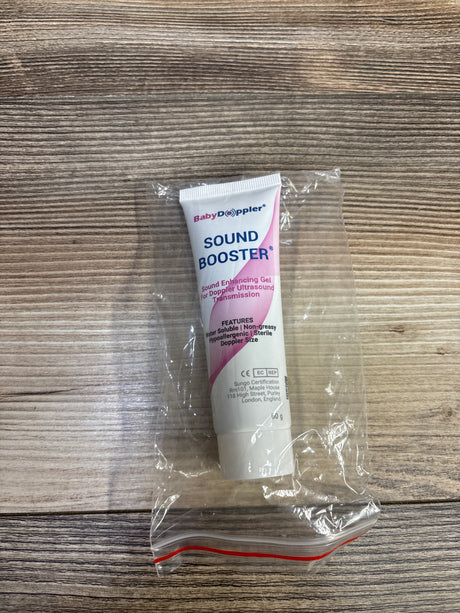 BabyDoppler®
SOUND
BOOSTER®
Sound Enhancing Gel
For Doppler Ultrasound
Transmission
FEATURES
Water Soluble | Non-greasy
Hypoallergenic | Sterile
Doppler Size
CE EC REP
Sungo Certification
Rm101, Maple House
118 High Street, Purley
London, England
60 g